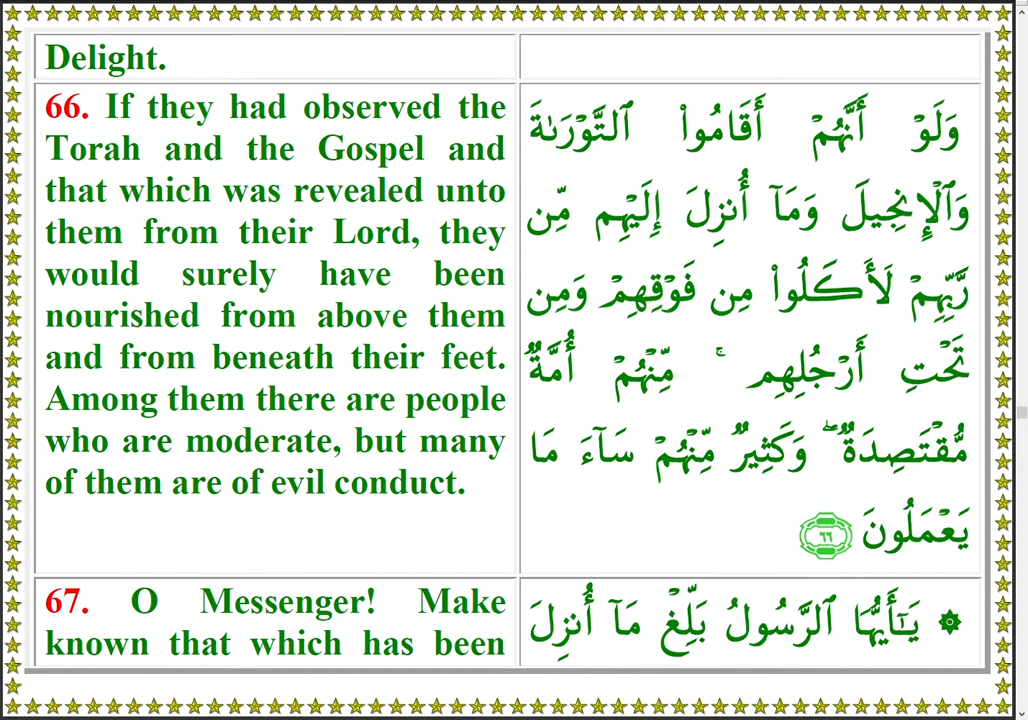 Delight.
66. If they had observed the
Torah and the Gospel and
that which was revealed unto
them from their Lord, they
would surely have been
nourished from above them
and from beneath their feet.
Among them there are people
who are moderate, but many
of them are of evil conduct.
وَلَوۡ أَنَّهُمۡ أَقَامُواْ ٱلتَّوۡرَىٰةَ
وَٱلۡإِنجِيلَ وَمَآ أُنزِلَ إِلَيۡهِم مِّن
رَّبِّهِمۡ لَأَكَلُواْ مِن فَوۡقِهِمۡ وَمِن
تَحۡتِ أَرۡجُلِهِم ۚ مِّنۡهُمۡ أُمَّةٌ
مُّقۡتَصِدَةٌ ۖ وَكَثِيرٌ مِّنۡهُمۡ سَآءَ مَا
يَعۡمَلُونَ ٦٦
67. O Messenger! Make
known that which has been
۞ يَـٰٓأَيُّهَا ٱلرَّسُولُ بَلِّغۡ مَآ أُنزِلَ